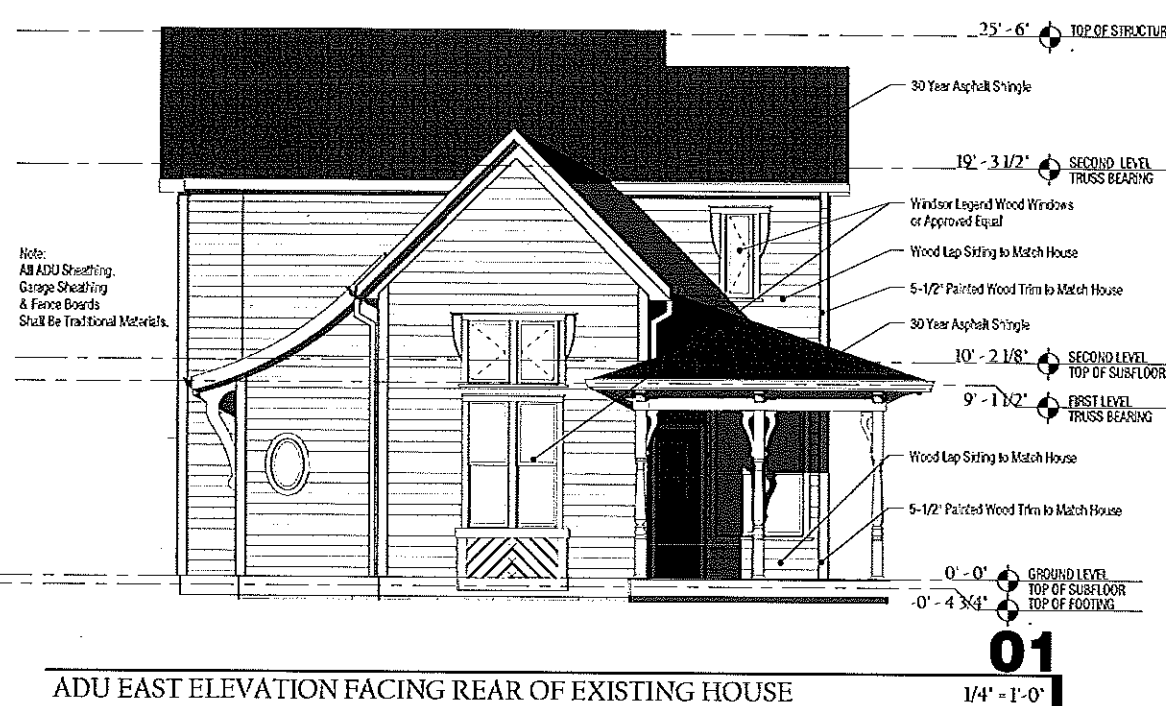 25' - 6" TOP OF STRUCTUR
30 Year Asphalt Shingle
19' - 3 1/2" SECOND LEVEL
TRUSS BEARING
Windsor Legend Wood Windows
or Approved Equal
Wood Lap Siding to Match House
Note:
All ADU Sheathing,
Garage Sheathing
& Fence Boards
Shall Be Traditional Materials.
5-1/2" Painted Wood Trim to Match House
30 Year Asphalt Shingle
10' - 2 1/8" SECOND LEVEL
TOP OF SUBFLOOR
9' - 1 1/2" FIRST LEVEL
TRUSS BEARING
Wood Lap Siding to Match House
5-1/2" Painted Wood Trim to Match House
0' - 0" GROUND LEVEL
TOP OF SUBFLOOR
-0' - 4 3/4" TOP OF FOOTING
01
ADU EAST ELEVATION FACING REAR OF EXISTING HOUSE
1/4" = 1'-0"